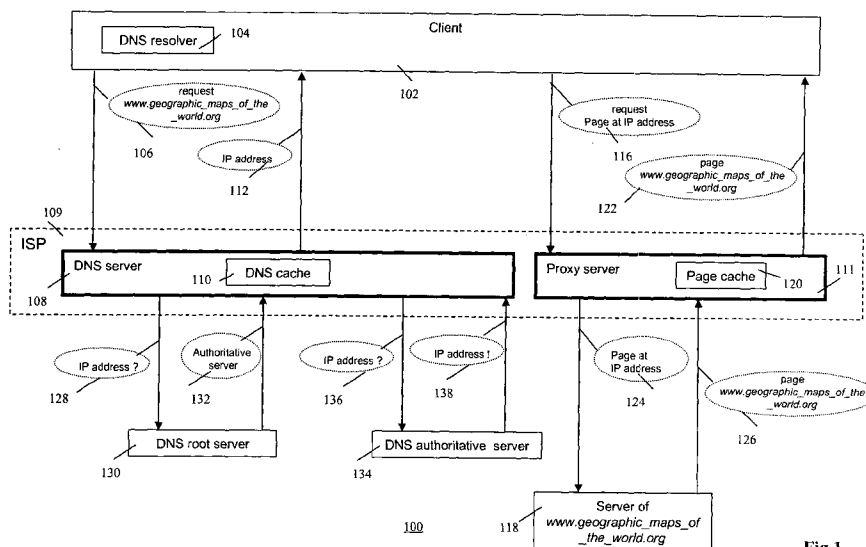 Client
DNS resolver
104
102
request
www.geographic_maps_of_the
_world.org
106
IP address
112
request
Page at IP address
116
page
www.geographic_maps_of_the
_world.org
122
109
ISP
DNS server
110
DNS cache
108
Proxy server
Page cache
120
111
IP address ?
128
Authoritative
server
132
IP address ?
136
IP address !
138
Page at
IP address
124
page
www.geographic_maps_of_the
_world.org
126
DNS root server
130
DNS authoritative server
134
100
118
Server of
www.geographic_maps_of
_the_world.org
Fig 1